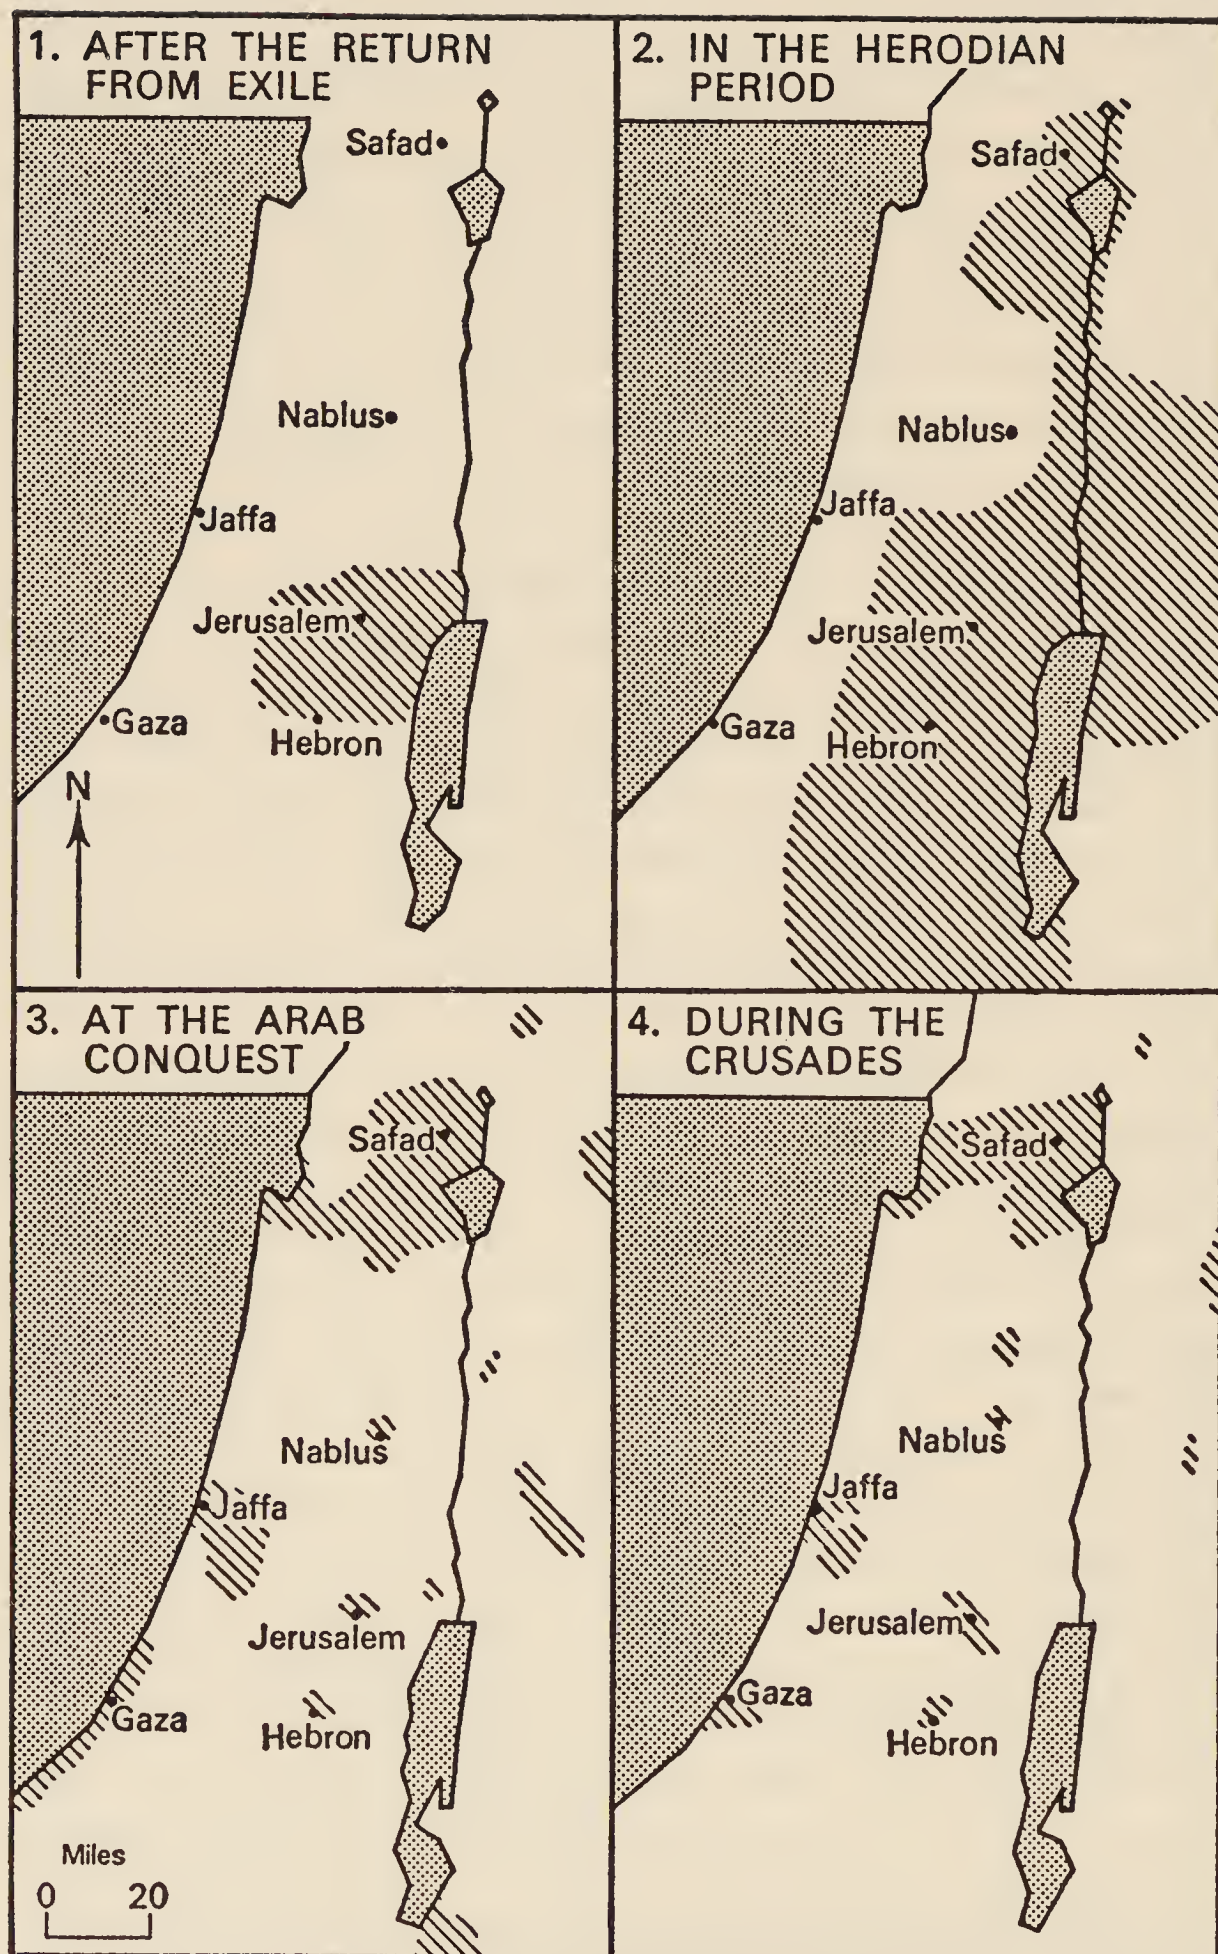 1. AFTER THE RETURN
FROM EXILE
Safad
Nablus
Jaffa
Jerusalem
Gaza
Hebron
N
2. IN THE HERODIAN
PERIOD
Safad
Nablus
Jaffa
Jerusalem
Gaza
Hebron
3. AT THE ARAB
CONQUEST
Safad
Nablus
Jaffa
Jerusalem
Gaza
Hebron
Miles
0 20
4. DURING THE
CRUSADES
Safad
Nablus
Jaffa
Jerusalem
Gaza
Hebron